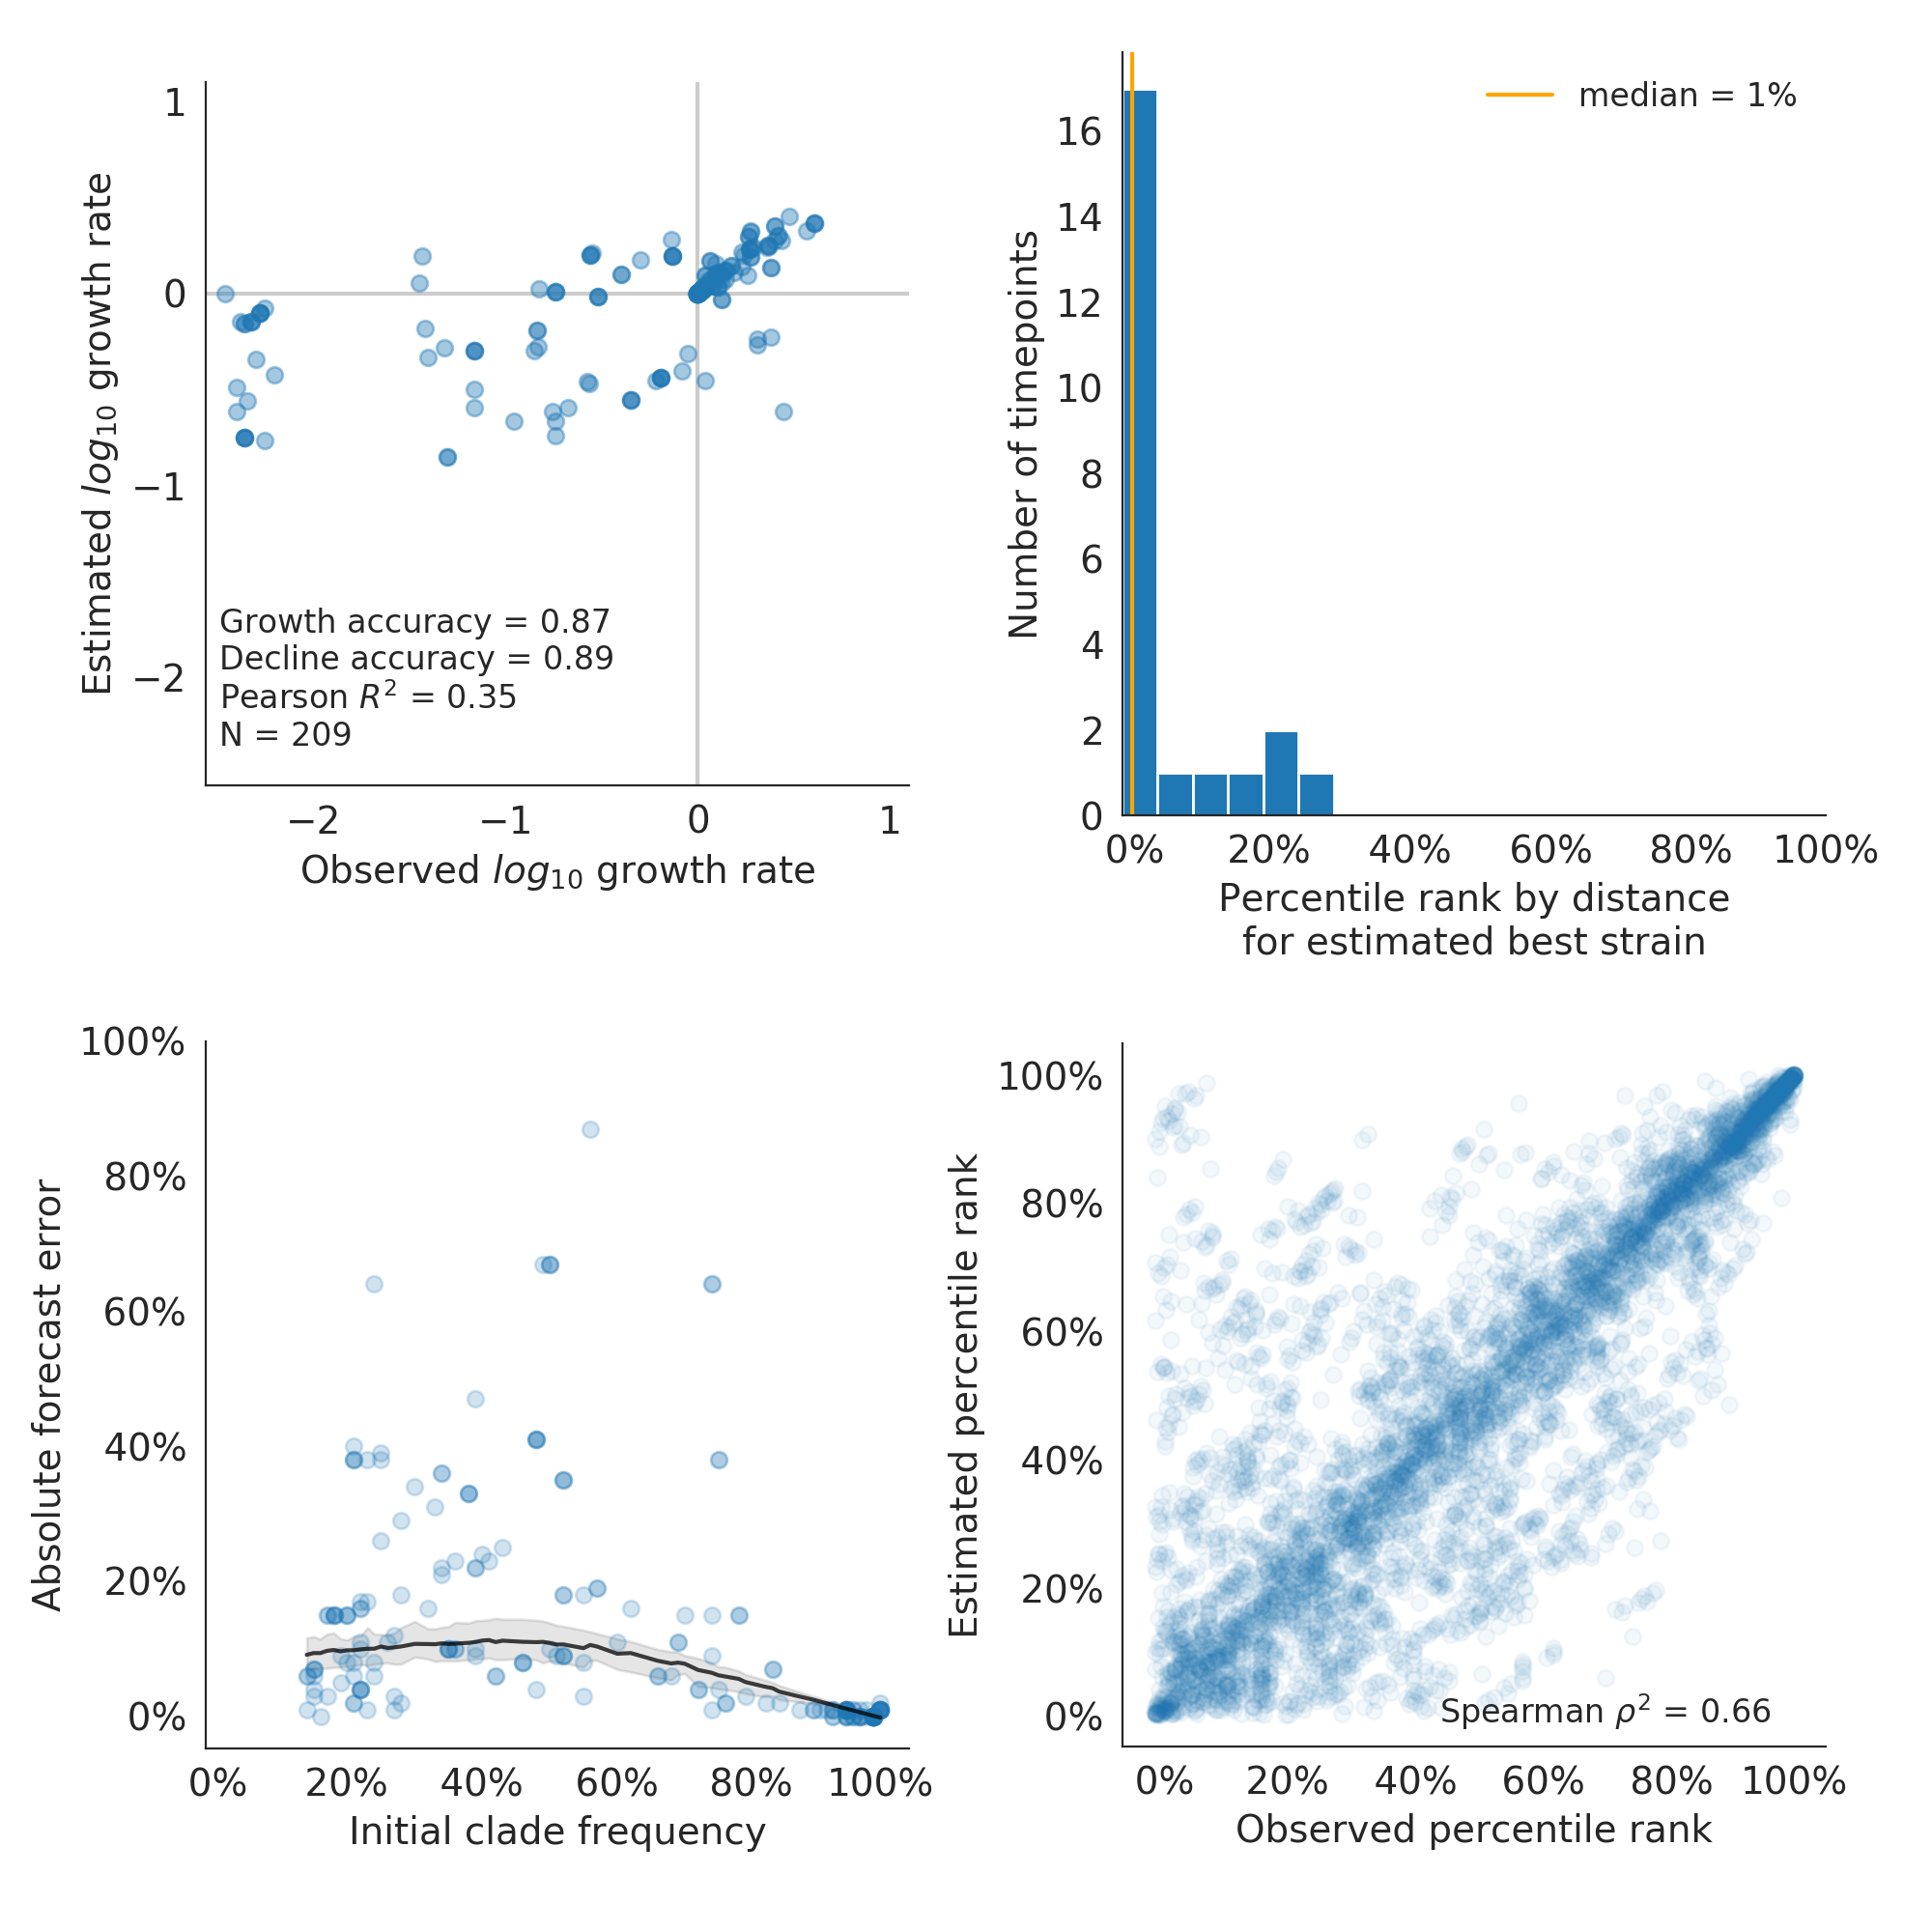 1
0
−1
−2
Estimated log10 growth rate
Growth accuracy = 0.87
Decline accuracy = 0.89
Pearson R² = 0.35
N = 209
−2 −1 0 1
Observed log10 growth rate
median = 1%
16
14
12
10
8
6
4
2
0
Number of timepoints
0% 20% 40% 60% 80% 100%
Percentile rank by distance
for estimated best strain
100%
80%
60%
40%
20%
0%
Absolute forecast error
0% 20% 40% 60% 80% 100%
Initial clade frequency
100%
80%
60%
40%
20%
0%
Estimated percentile rank
Spearman ρ² = 0.66
0% 20% 40% 60% 80% 100%
Observed percentile rank